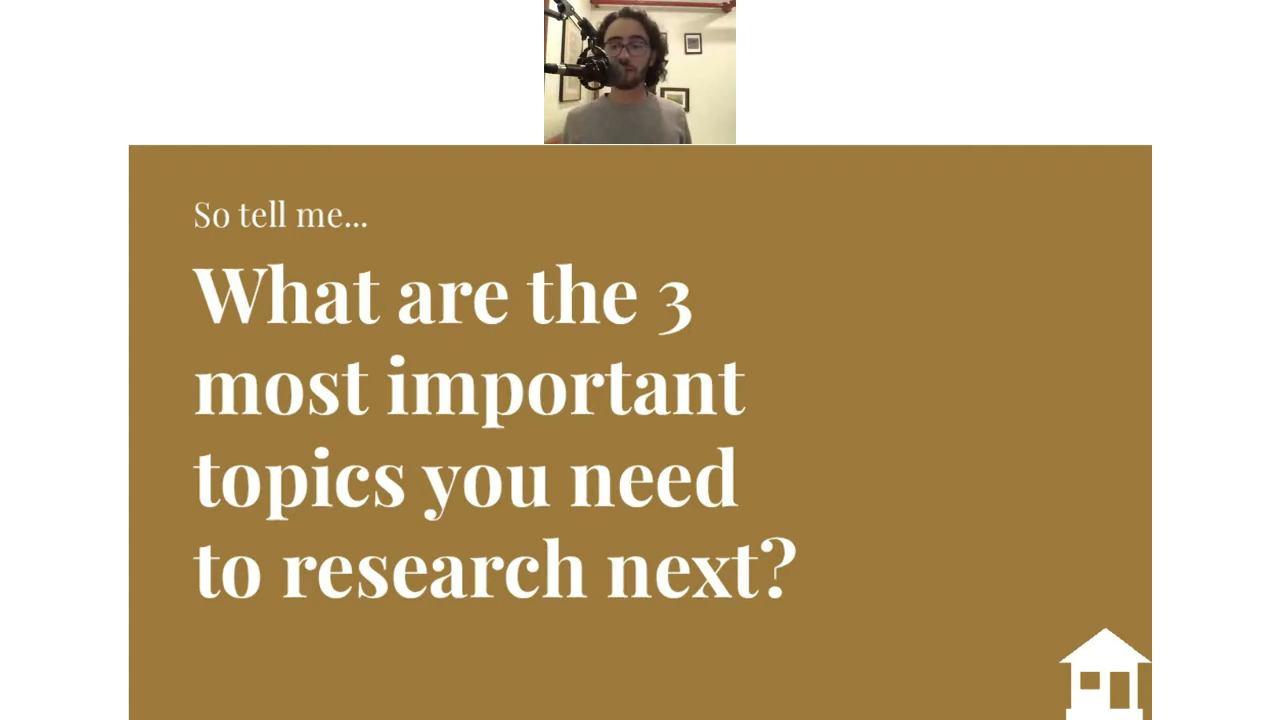 So tell me...
What are the 3
most important
topics you need
to research next?